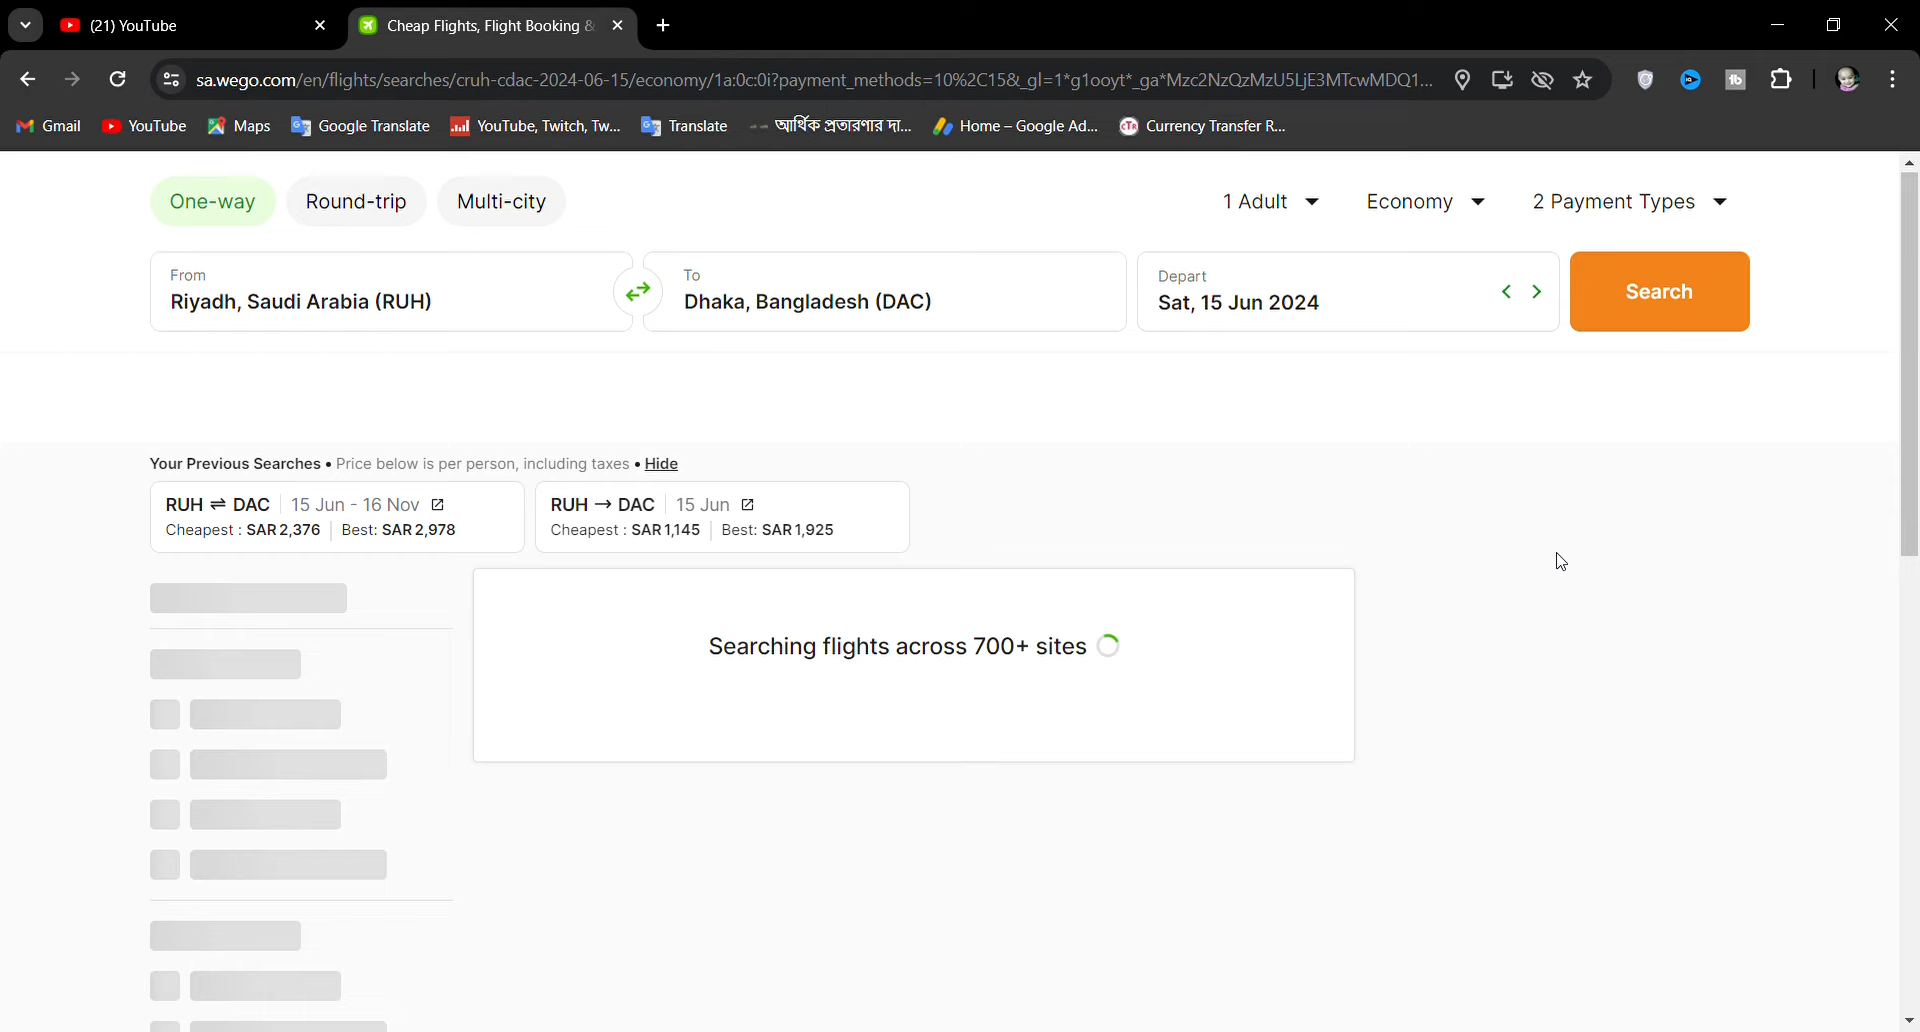 (21) YouTube
Cheap Flights, Flight Booking &
sa.wego.com/en/flights/searches/cruh-cdac-2024-06-15/economy/1a:0c:0i?payment_methods=10%2C15&_gl=1*g1ooyt*_ga*Mzc2NzQzMzU5LjE3MTcwMDQ1...
Gmail YouTube Maps Google Translate YouTube, Twitch, Tw... Translate আর্থিক প্রতারণার দা... Home – Google Ad... Currency Transfer R...
One-way Round-trip Multi-city 1 Adult Economy 2 Payment Types
From To Depart
Riyadh, Saudi Arabia (RUH) Dhaka, Bangladesh (DAC) Sat, 15 Jun 2024 Search
Your Previous Searches • Price below is per person, including taxes • Hide
RUH ⇌ DAC 15 Jun - 16 Nov RUH → DAC 15 Jun
Cheapest : SAR 2,376 Best: SAR 2,978 Cheapest : SAR 1,145 Best: SAR 1,925
Searching flights across 700+ sites